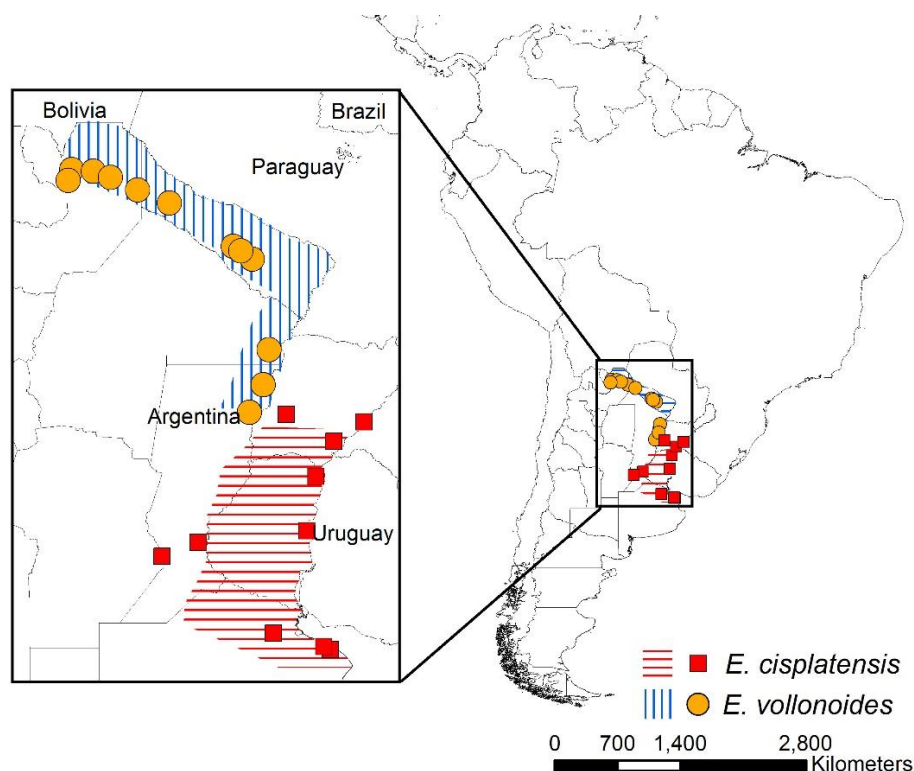 Bolivia
Brazil
Paraguay
Argentina
Uruguay
E. cisplatensis
E. vollonoides
0 700 1,400 2,800
Kilometers